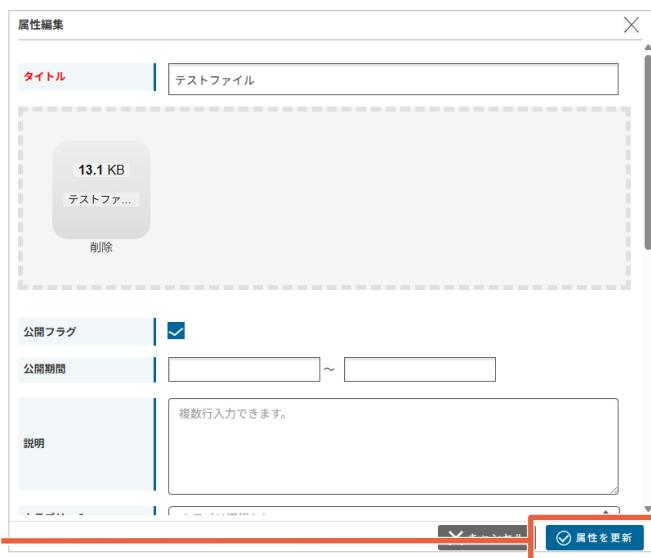 属性編集
タイトル
テストファイル
13.1 KB
テストファ...
削除
公開フラグ
公開期間
～
説明
複数行入力できます。
属性を更新